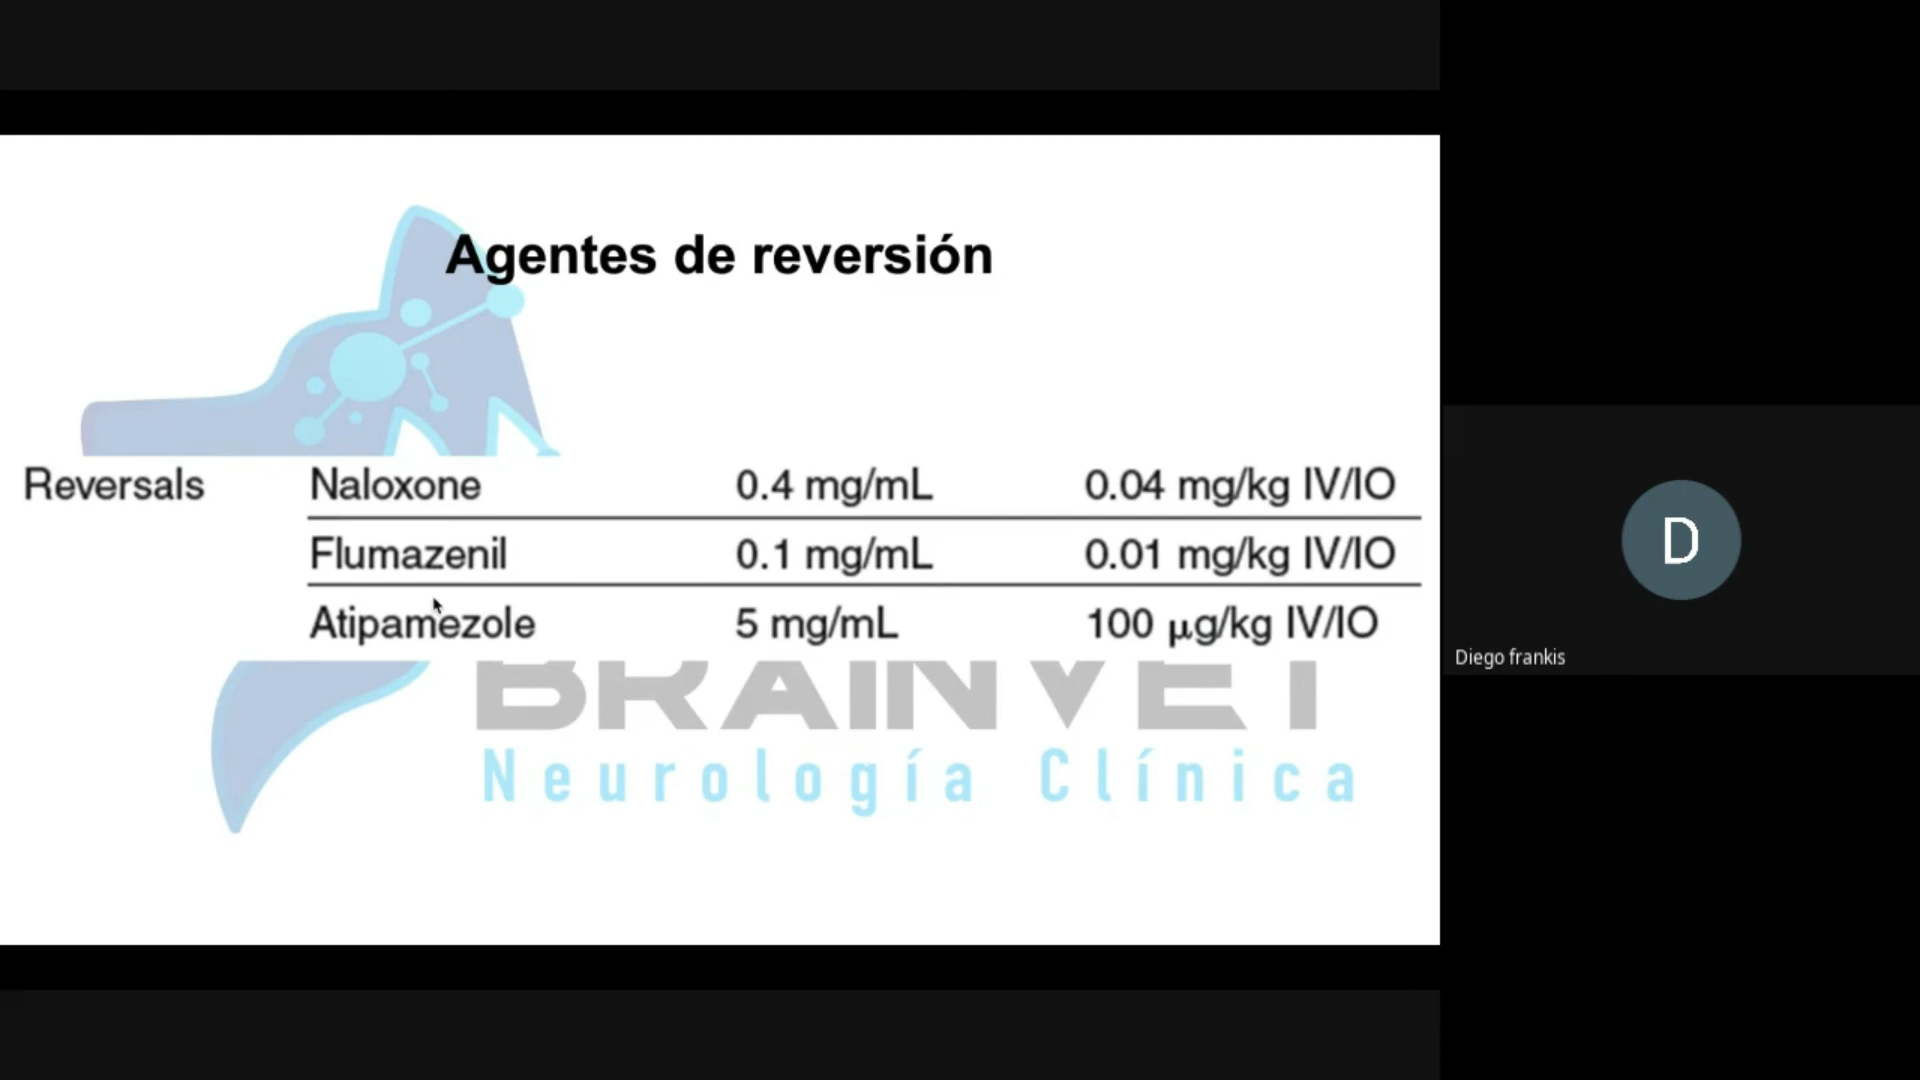 Agentes de reversión
Reversals Naloxone 0.4 mg/mL 0.04 mg/kg IV/IO
Flumazenil 0.1 mg/mL 0.01 mg/kg IV/IO
Atipamezole 5 mg/mL 100 μg/kg IV/IO
BRAINVET
Neurología Clínica
D
Diego frankis